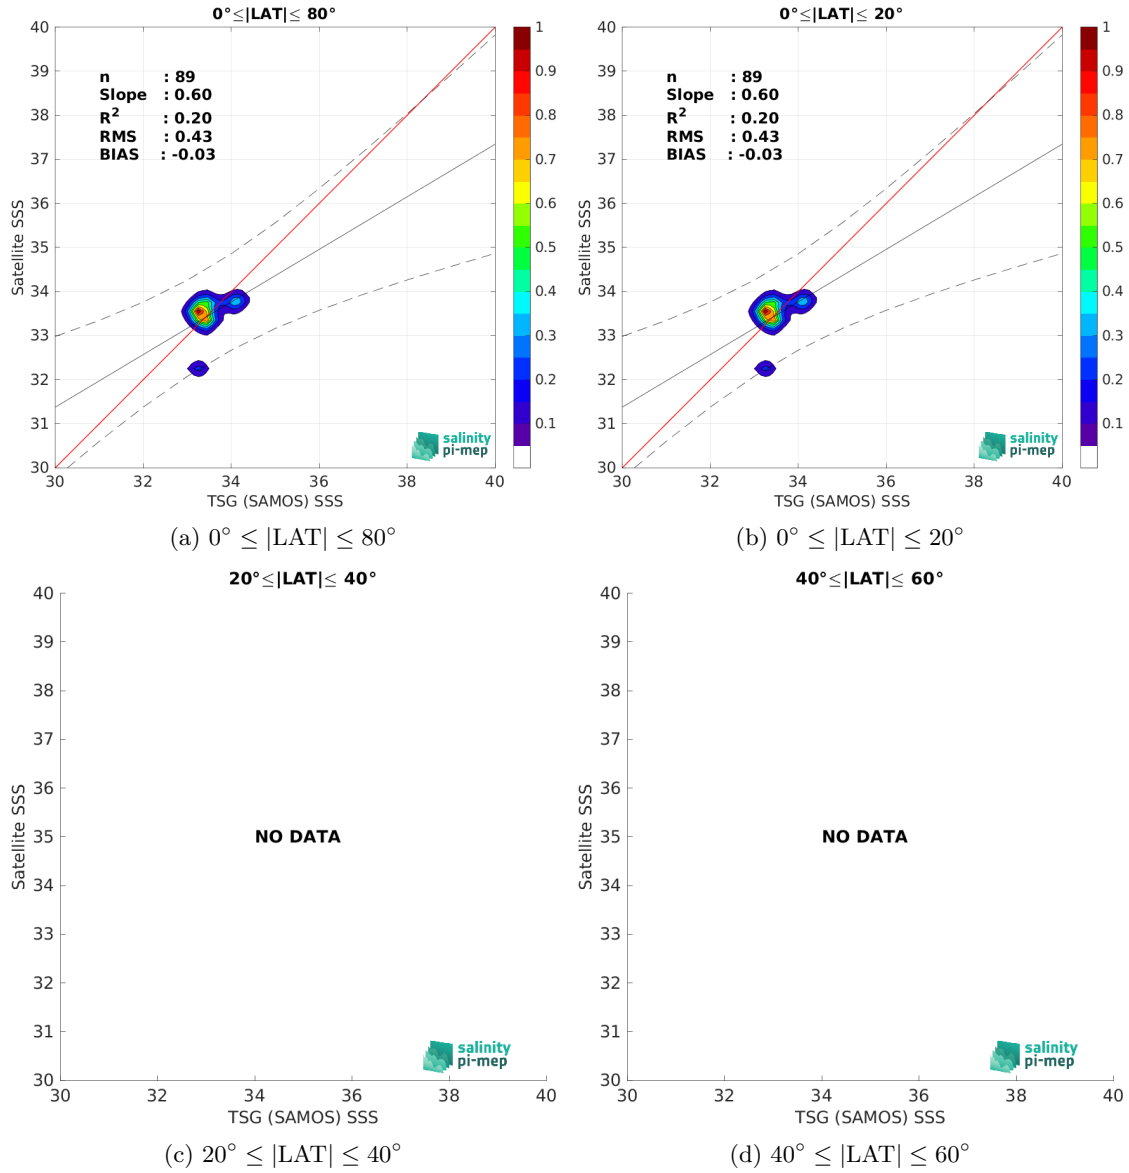 0°≤|LAT|≤ 80°
40
39
38
37
36
35
34
33
32
31
30
Satellite SSS
n : 89
Slope : 0.60
R² : 0.20
RMS : 0.43
BIAS : -0.03
salinity
pi-mep
30 32 34 36 38 40
TSG (SAMOS) SSS
1
0.9
0.8
0.7
0.6
0.5
0.4
0.3
0.2
0.1
(a) 0° ≤ |LAT| ≤ 80°
0°≤|LAT|≤ 20°
40
39
38
37
36
35
34
33
32
31
30
Satellite SSS
n : 89
Slope : 0.60
R² : 0.20
RMS : 0.43
BIAS : -0.03
salinity
pi-mep
30 32 34 36 38 40
TSG (SAMOS) SSS
1
0.9
0.8
0.7
0.6
0.5
0.4
0.3
0.2
0.1
(b) 0° ≤ |LAT| ≤ 20°
20°≤|LAT|≤ 40°
40
39
38
37
36
35
34
33
32
31
30
Satellite SSS
NO DATA
salinity
pi-mep
30 32 34 36 38 40
TSG (SAMOS) SSS
(c) 20° ≤ |LAT| ≤ 40°
40°≤|LAT|≤ 60°
40
39
38
37
36
35
34
33
32
31
30
Satellite SSS
NO DATA
salinity
pi-mep
30 32 34 36 38 40
TSG (SAMOS) SSS
(d) 40° ≤ |LAT| ≤ 60°